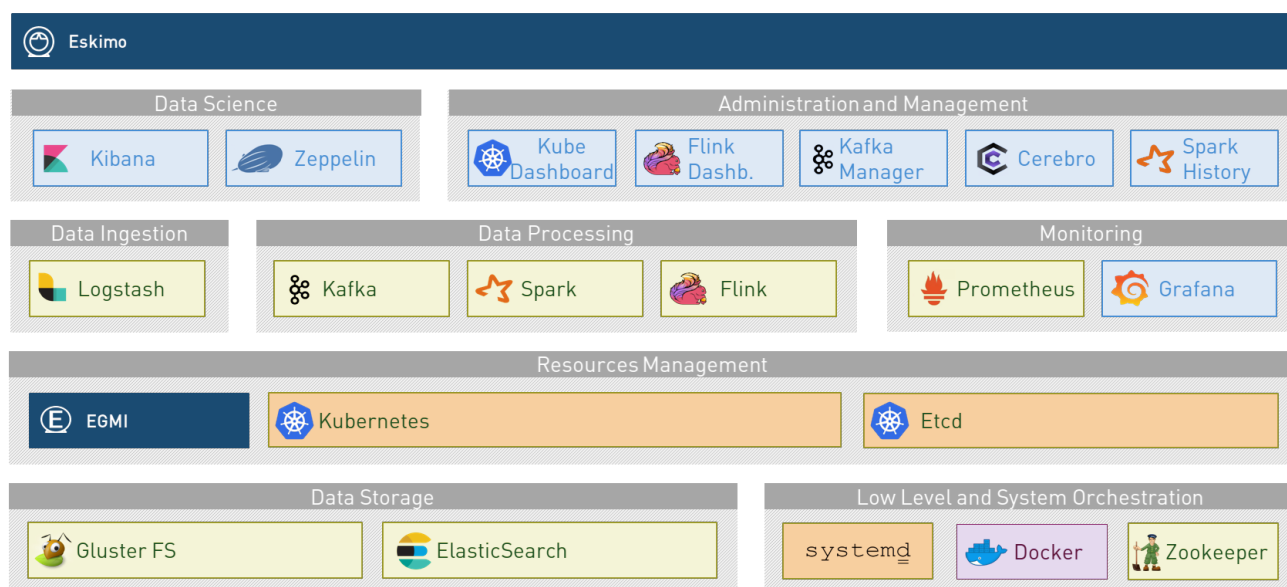 Eskimo
Data Science
Kibana
Zeppelin
Administration and Management
Kube
Dashboard
Flink
Dashb.
Kafka
Manager
Cerebro
Spark
History
Data Ingestion
Logstash
Data Processing
Kafka
Spark
Flink
Monitoring
Prometheus
Grafana
Resources Management
E EGMI
Kubernetes
Etcd
Data Storage
Gluster FS
ElasticSearch
Low Level and System Orchestration
systemd
Docker
Zookeeper